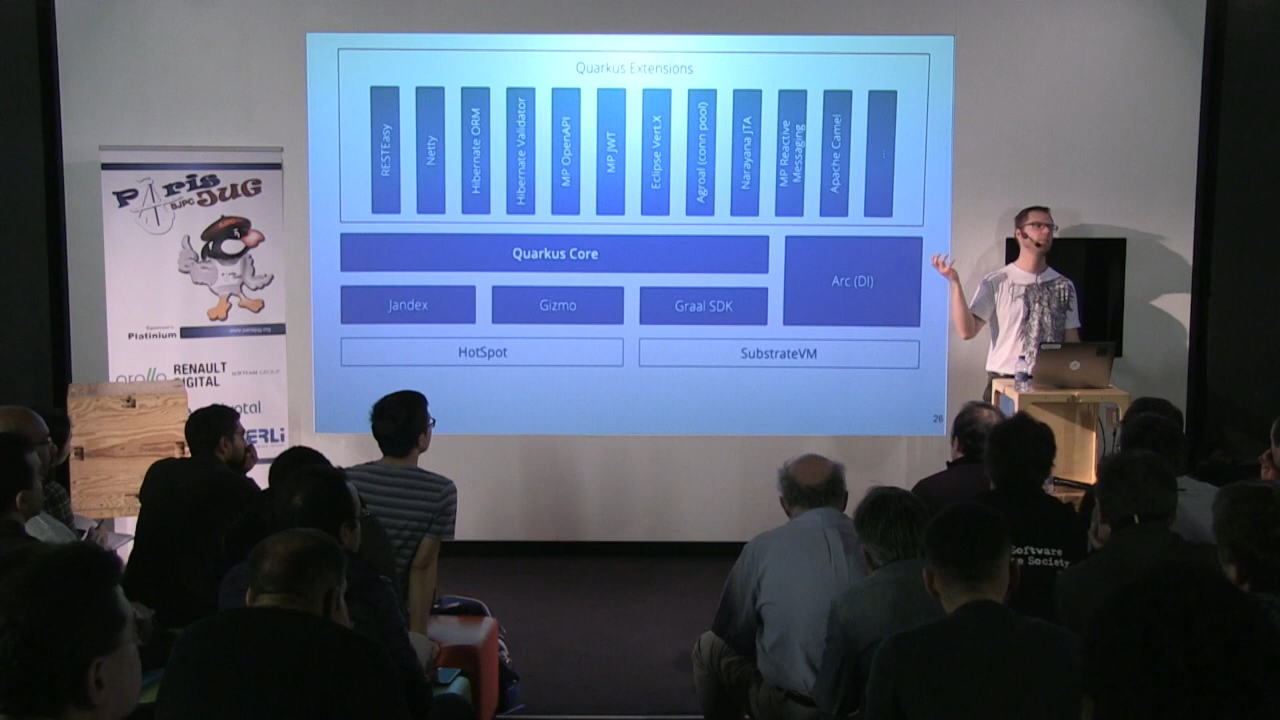 Quarkus Extensions
RESTEasy
Netty
Hibernate ORM
Hibernate Validator
MP OpenAPI
MP JWT
Eclipse Vert.X
Agroal (conn pool)
Narayana JTA
MP Reactive
Messaging
Apache Camel
...
Quarkus Core
Arc (DI)
Jandex
Gizmo
Graal SDK
HotSpot
SubstrateVM
26
Paris
JUG
Platinium
RENAULT
DIGITAL
Software
Society